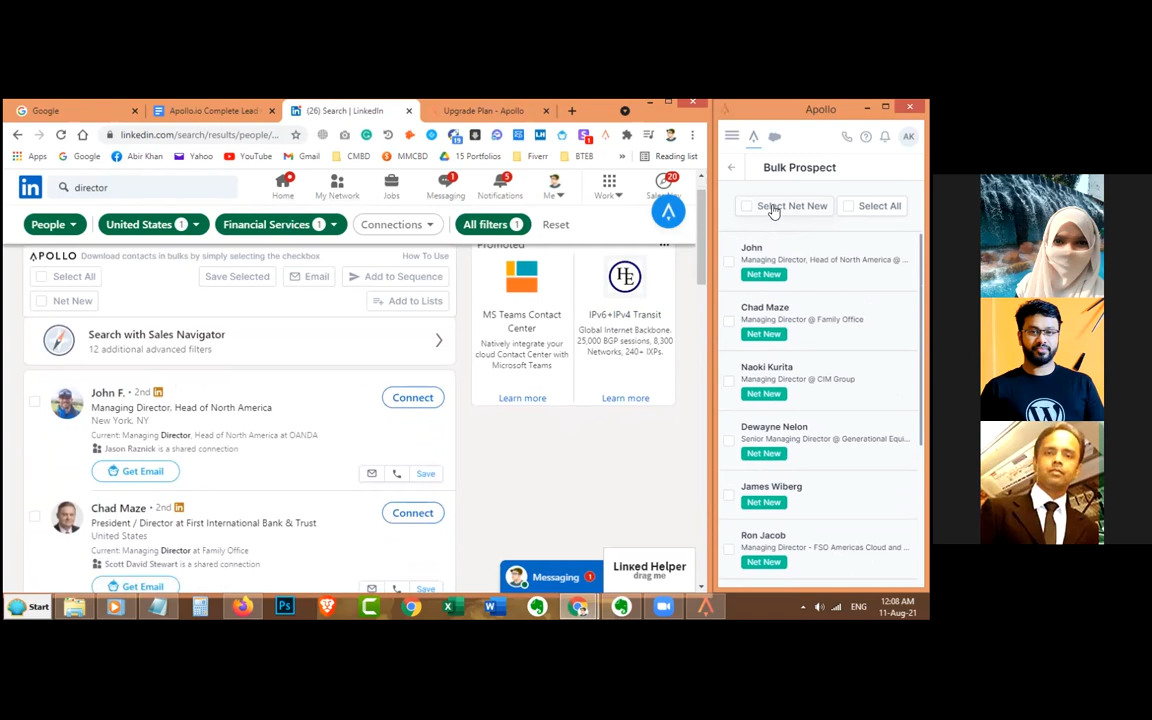 Google
Apollo.io Complete Lead
(26) Search | LinkedIn
Upgrade Plan - Apollo
linkedin.com/search/results/people/...
Apps
Google
Abir Khan
Yahoo
YouTube
Gmail
CMBD
MMCBD
15 Portfolios
Fiverr
BTEB
Reading list
director
Home
My Network
Jobs
1
Messaging
5
Notifications
Me
Work
20
People
United States 1
Financial Services 1
Connections
All filters 1
Reset
APOLLO Download contacts in bulks by simply selecting the checkbox
How To Use
Select All
Save Selected
Email
Add to Sequence
Net New
Add to Lists
Search with Sales Navigator
12 additional advanced filters
John F. • 2nd
Managing Director, Head of North America
New York, NY
Current: Managing Director, Head of North America at OANDA
Jason Raznick is a shared connection
Get Email
Connect
Save
Chad Maze • 2nd
President / Director at First International Bank & Trust
United States
Current: Managing Director at Family Office
Scott David Stewart is a shared connection
Get Email
Connect
Save
Promoted
MS Teams Contact
Center
Natively integrate your
cloud Contact Center with
Microsoft Teams
Learn more
HE
IPv6+IPv4 Transit
Global Internet Backbone.
25,000 BGP sessions, 8,300
Networks, 240+ IXPs.
Learn more
Messaging 1
Linked Helper
drag me
Apollo
AK
Bulk Prospect
Select Net New
Select All
John
Managing Director, Head of North America @ ...
Net New
Chad Maze
Managing Director @ Family Office
Net New
Naoki Kurita
Managing Director @ CIM Group
Net New
Dewayne Nelon
Senior Managing Director @ Generational Equi...
Net New
James Wiberg
Net New
Ron Jacob
Managing Director - FSO Americas Cloud and ...
Net New
Start
Ps
ENG
12:08 AM
11-Aug-21